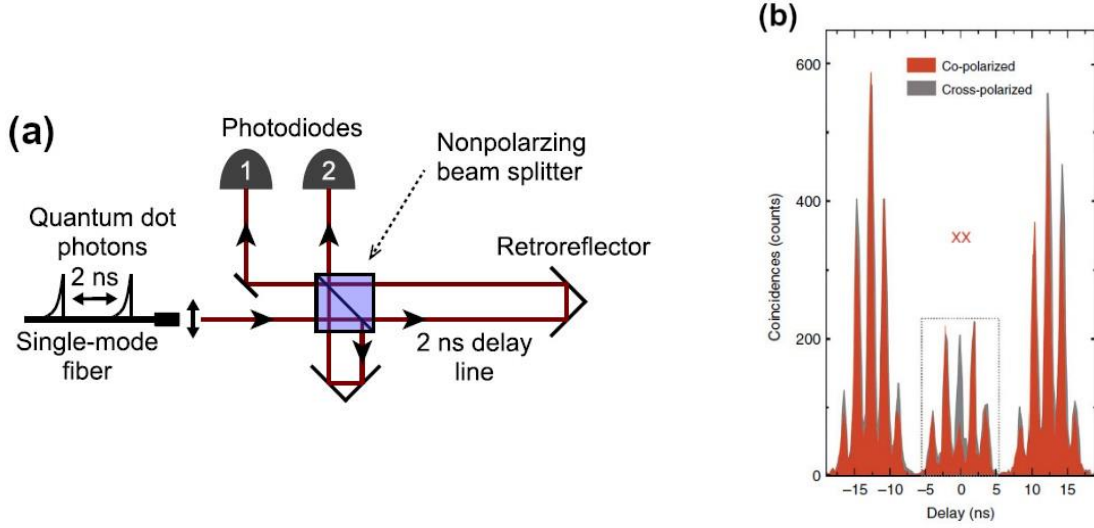 (a)
Photodiodes
1
2
Nonpolarzing
beam splitter
Quantum dot
photons
2 ns
Retroreflector
Single-mode
fiber
2 ns delay
line
(b)
Co-polarized
Cross-polarized
XX
Coincidences (counts)
600
400
200
0
−15
−10
−5
0
5
10
15
Delay (ns)